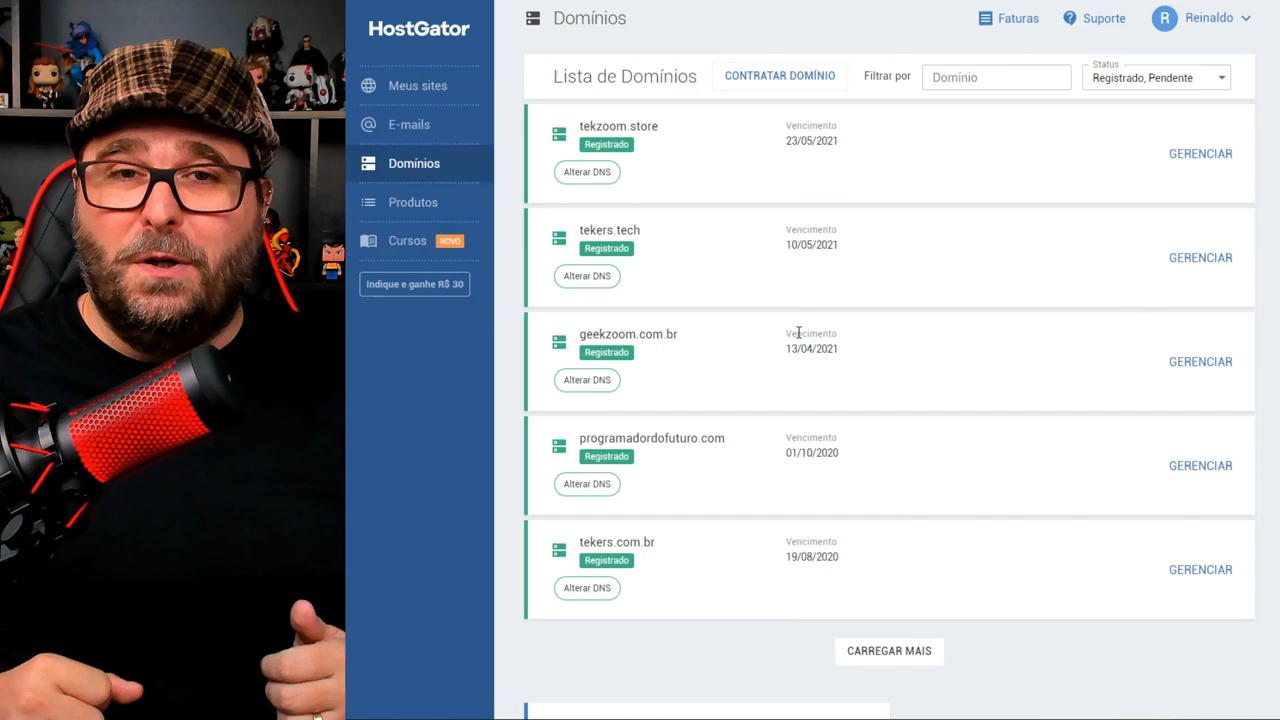 HostGator
Meus sites
E-mails
Domínios
Produtos
Cursos NOVO
Indique e ganhe R$ 30
Domínios
Faturas
Suporte
R Reinaldo
Lista de Domínios
CONTRATAR DOMÍNIO
Filtrar por
Domínio
Status
Registrado, Pendente
tekzoom.store
Registrado
Alterar DNS
Vencimento
23/05/2021
GERENCIAR
tekers.tech
Registrado
Alterar DNS
Vencimento
10/05/2021
GERENCIAR
geekzoom.com.br
Registrado
Alterar DNS
Vencimento
13/04/2021
GERENCIAR
programadordofuturo.com
Registrado
Alterar DNS
Vencimento
01/10/2020
GERENCIAR
tekers.com.br
Registrado
Alterar DNS
Vencimento
19/08/2020
GERENCIAR
CARREGAR MAIS